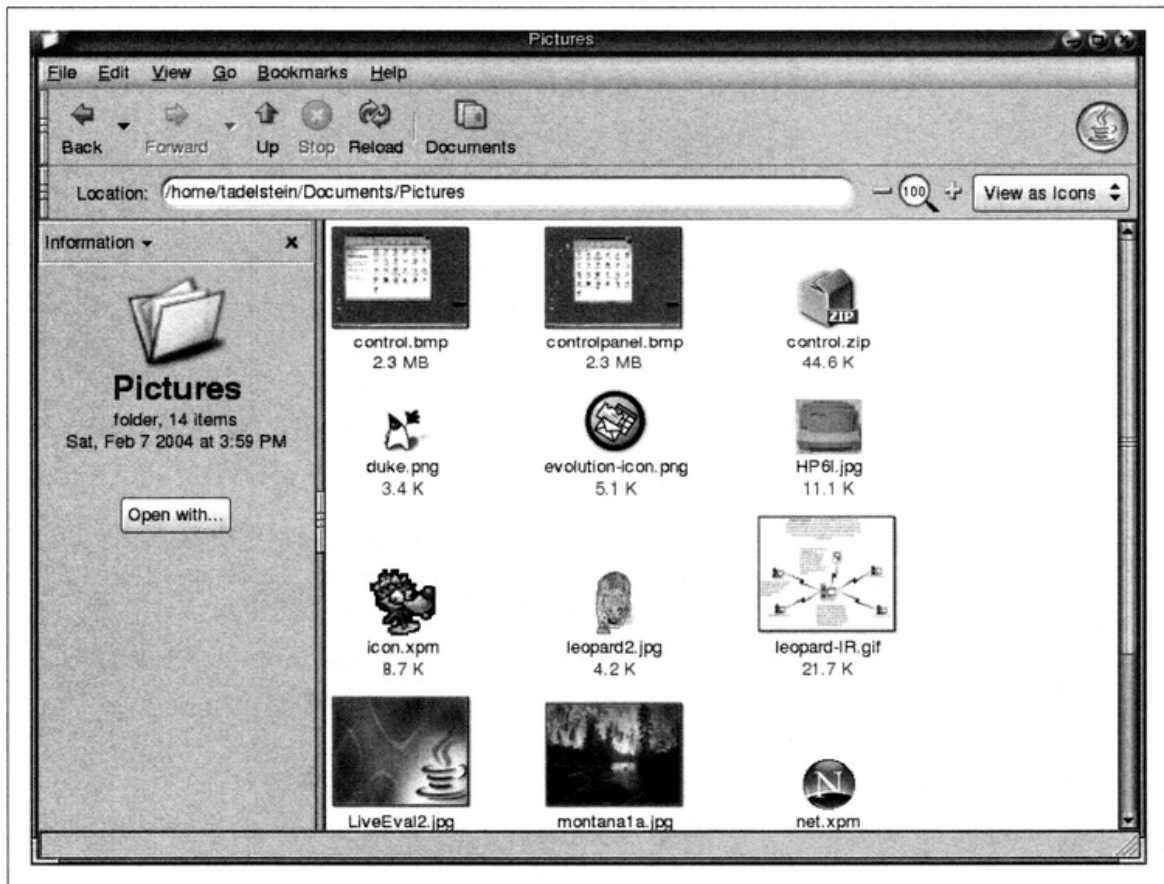 Pictures
File Edit View Go Bookmarks Help
Back Forward Up Stop Reload Documents
Location: /home/tadelstein/Documents/Pictures 100 View as Icons
Information
Pictures
folder, 14 items
Sat, Feb 7 2004 at 3:59 PM
Open with...
control.bmp controlpanel.bmp control.zip
2.3 MB 2.3 MB 44.6 K
ZIP
duke.png evolution-icon.png HP6l.jpg
3.4 K 5.1 K 11.1 K
icon.xpm leopard2.jpg leopard-IR.gif
8.7 K 4.2 K 21.7 K
N
LiveEval2.jpg montana1a.jpg net.xpm